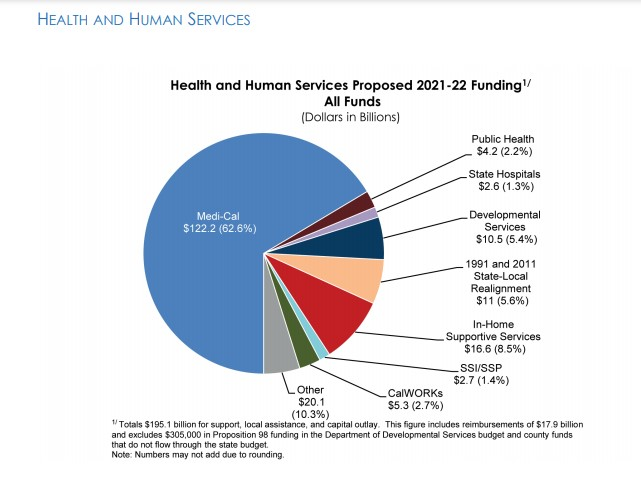 HEALTH AND HUMAN SERVICES
Health and Human Services Proposed 2021-22 Funding1/
All Funds
(Dollars in Billions)
Public Health
$4.2 (2.2%)
State Hospitals
$2.6 (1.3%)
Medi-Cal
$122.2 (62.6%)
Developmental
Services
$10.5 (5.4%)
1991 and 2011
State-Local
Realignment
$11 (5.6%)
In-Home
Supportive Services
$16.6 (8.5%)
SSI/SSP
$2.7 (1.4%)
CalWORKs
$5.3 (2.7%)
Other
$20.1
(10.3%)
1/ Totals $195.1 billion for support, local assistance, and capital outlay. This figure includes reimbursements of $17.9 billion
and excludes $305,000 in Proposition 98 funding in the Department of Developmental Services budget and county funds
that do not flow through the state budget.
Note: Numbers may not add due to rounding.